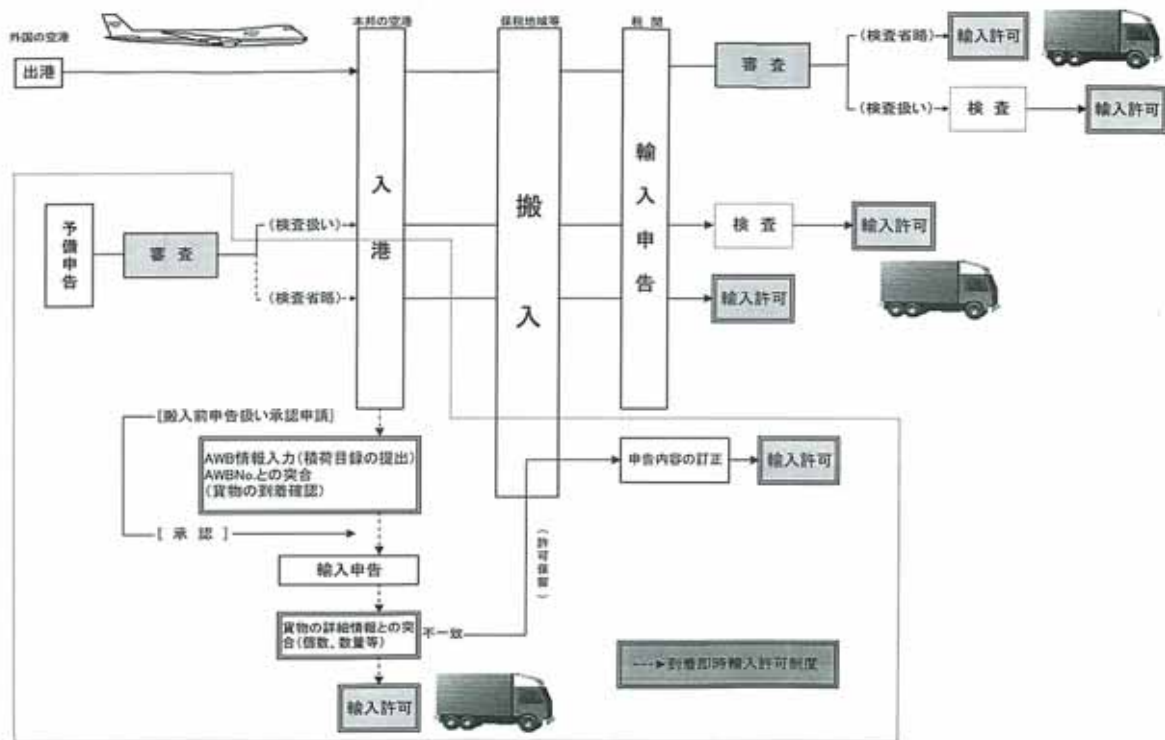 外国の空港
本邦の空港
保税地域等
税関
出港
審査
(検査省略)
輸入許可
(検査扱い)
検査
輸入許可
入港
搬入
輸入申告
予備申告
審査
(検査扱い)
検査
輸入許可
(検査省略)
輸入許可
[搬入前申告扱い承認申請]
AWB情報入力(積荷目録の提出)
AWBNo.との突合
(貨物の到着確認)
申告内容の訂正
輸入許可
[承認]
(許可保留)
輸入申告
貨物の詳細情報との突
合(個数、数量等)
不一致
到着即時輸入許可制度
輸入許可